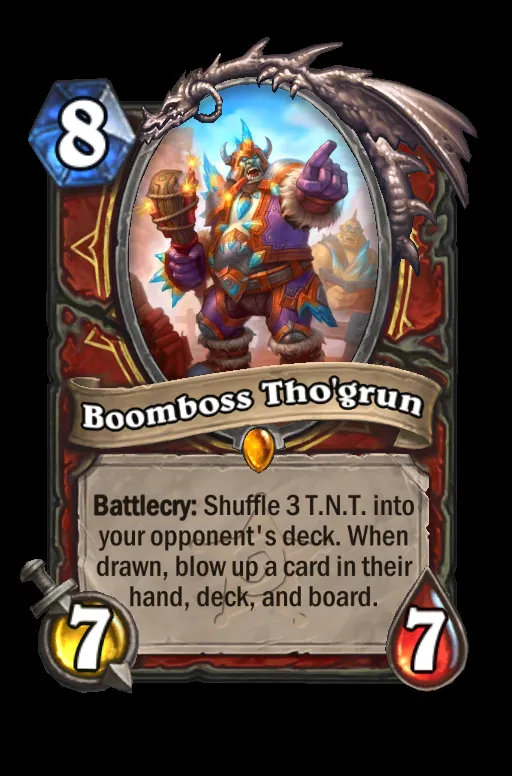 8
Boomboss Tho'grun
Battlecry: Shuffle 3 T.N.T. into
your opponent's deck. When
drawn, blow up a card in their
hand, deck, and board.
7
7